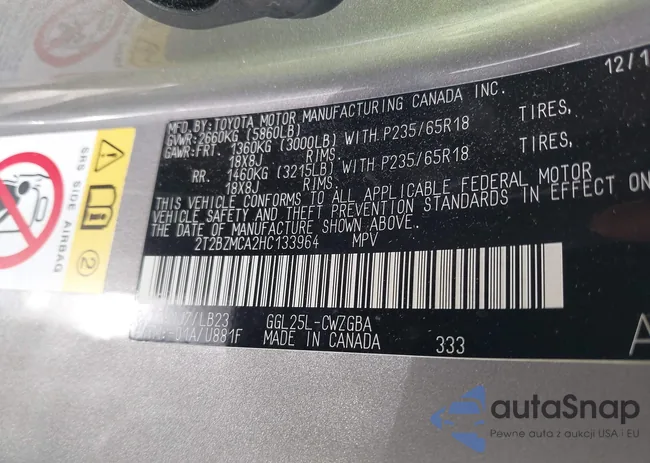 12/1
MFD. BY: TOYOTA MOTOR MANUFACTURING CANADA INC.
GVWR: 2660KG (5860LB)
GAWR: FRT. 1360KG (3000LB) WITH P235/65R18 TIRES,
18X8J RIMS,
RR. 1460KG (3215LB) WITH P235/65R18 TIRES,
18X8J RIMS,
THIS VEHICLE CONFORMS TO ALL APPLICABLE FEDERAL MOTOR
VEHICLE SAFETY AND THEFT PREVENTION STANDARDS IN EFFECT ON
THE DATE OF MANUFACTURE SHOWN ABOVE.
2T2BZMCA2HC133964 MPV
/LB23 GGL25L-CWZGBA
/U881F MADE IN CANADA 333
A
SRS SIDE AIRBAG
2
autaSnap
Pewne auta z aukcji USA i EU